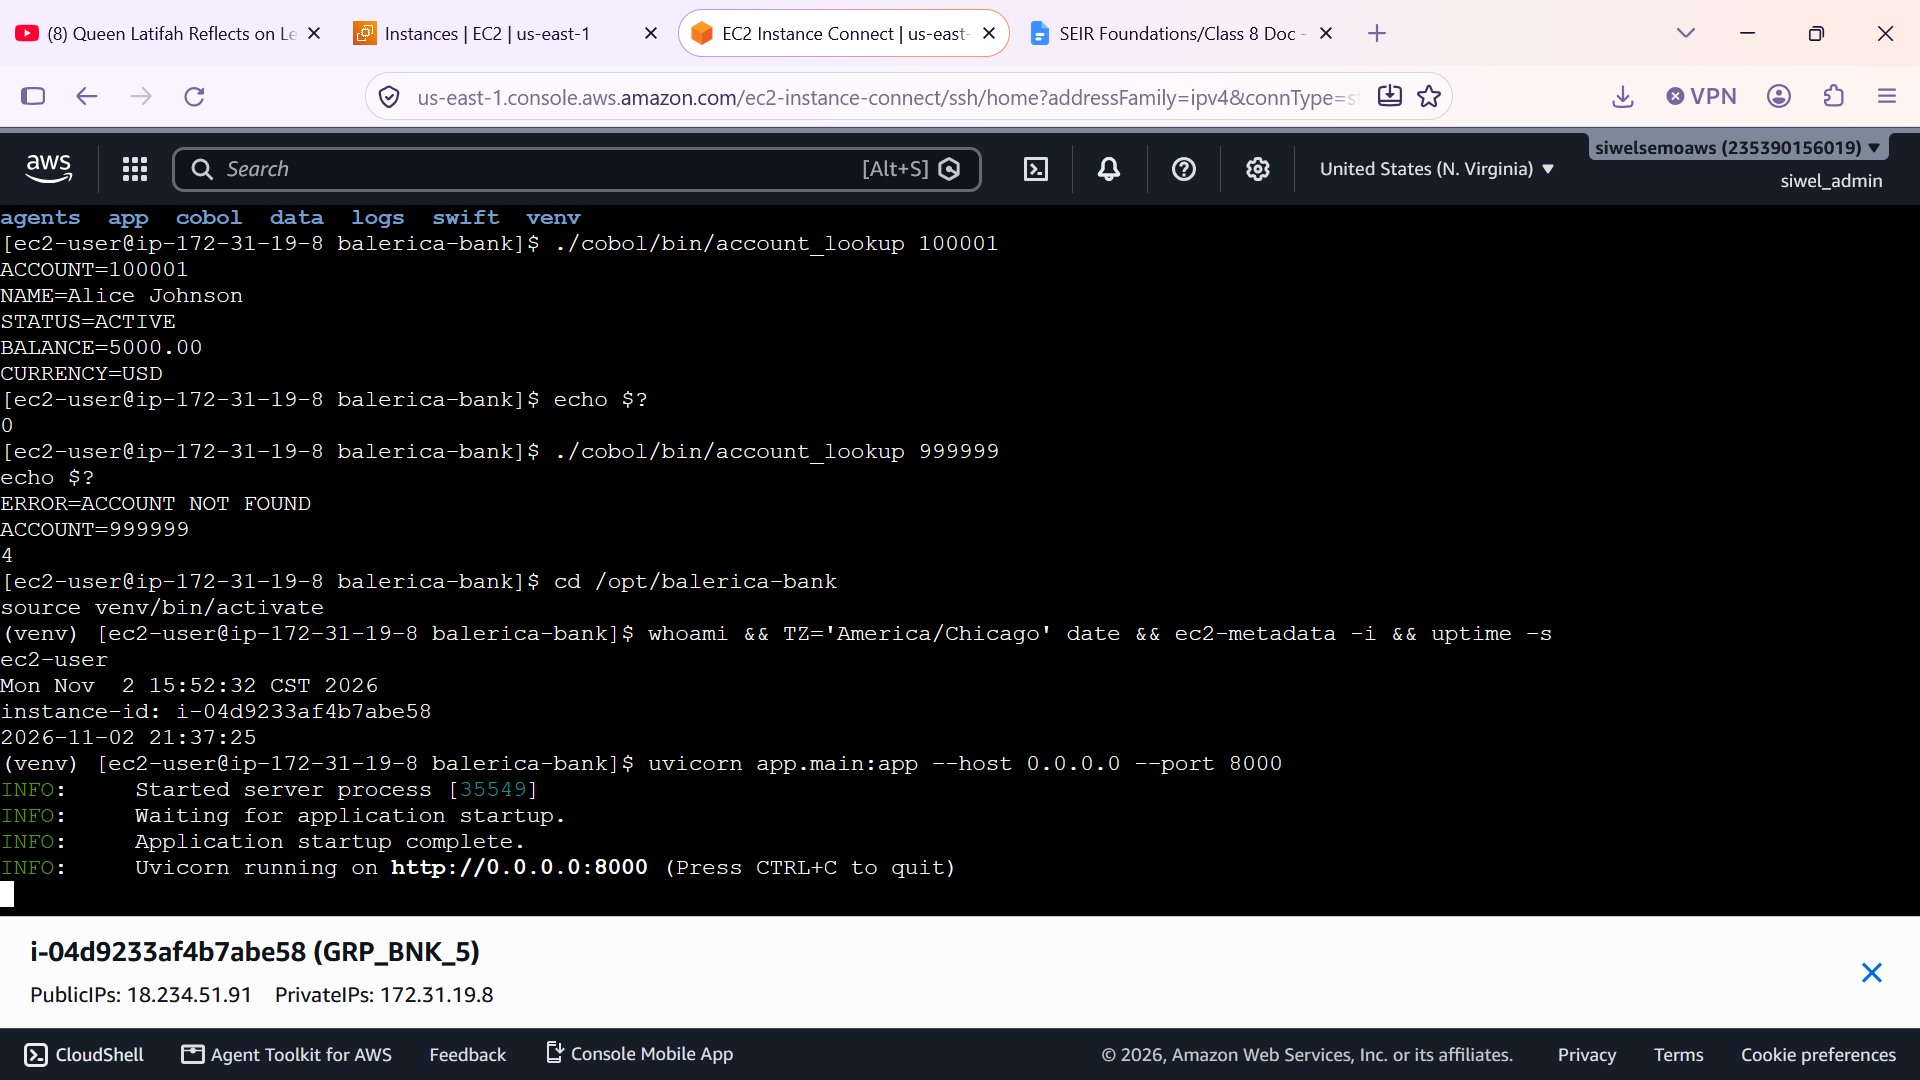 (8) Queen Latifah Reflects on Le
Instances | EC2 | us-east-1
EC2 Instance Connect | us-east-
SEIR Foundations/Class 8 Doc -
us-east-1.console.aws.amazon.com/ec2-instance-connect/ssh/home?addressFamily=ipv4&connType=s
VPN
aws
Search
[Alt+S]
United States (N. Virginia)
siwelsemoaws (235390156019)
siwel_admin
agents  app  cobol  data  logs  swift  venv
[ec2-user@ip-172-31-19-8 balerica-bank]$ ./cobol/bin/account_lookup 100001
ACCOUNT=100001
NAME=Alice Johnson
STATUS=ACTIVE
BALANCE=5000.00
CURRENCY=USD
[ec2-user@ip-172-31-19-8 balerica-bank]$ echo $?
0
[ec2-user@ip-172-31-19-8 balerica-bank]$ ./cobol/bin/account_lookup 999999
echo $?
ERROR=ACCOUNT NOT FOUND
ACCOUNT=999999
4
[ec2-user@ip-172-31-19-8 balerica-bank]$ cd /opt/balerica-bank
source venv/bin/activate
(venv) [ec2-user@ip-172-31-19-8 balerica-bank]$ whoami && TZ='America/Chicago' date && ec2-metadata -i && uptime -s
ec2-user
Mon Nov  2 15:52:32 CST 2026
instance-id: i-04d9233af4b7abe58
2026-11-02 21:37:25
(venv) [ec2-user@ip-172-31-19-8 balerica-bank]$ uvicorn app.main:app --host 0.0.0.0 --port 8000
INFO:     Started server process [35549]
INFO:     Waiting for application startup.
INFO:     Application startup complete.
INFO:     Uvicorn running on http://0.0.0.0:8000 (Press CTRL+C to quit)
i-04d9233af4b7abe58 (GRP_BNK_5)
PublicIPs: 18.234.51.91    PrivateIPs: 172.31.19.8
CloudShell
Agent Toolkit for AWS
Feedback
Console Mobile App
© 2026, Amazon Web Services, Inc. or its affiliates.
Privacy
Terms
Cookie preferences